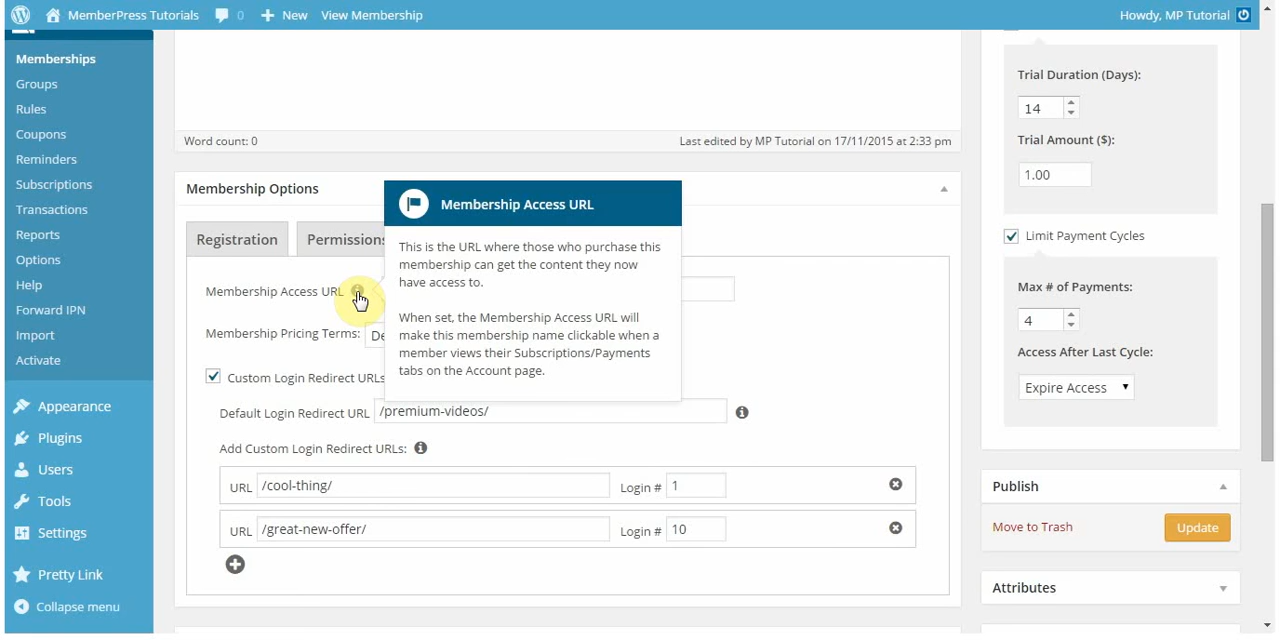 MemberPress Tutorials 0 New View Membership Howdy, MP Tutorial
Memberships
Groups
Rules
Coupons
Reminders
Subscriptions
Transactions
Reports
Options
Help
Forward IPN
Import
Activate
Appearance
Plugins
Users
Tools
Settings
Pretty Link
Collapse menu
Word count: 0 Last edited by MP Tutorial on 17/11/2015 at 2:33 pm
Membership Options
Registration Permissions
Membership Access URL
Membership Pricing Terms: De
Membership Access URL
This is the URL where those who purchase this
membership can get the content they now
have access to.
When set, the Membership Access URL will
make this membership name clickable when a
member views their Subscriptions/Payments
tabs on the Account page.
Custom Login Redirect URLs
Default Login Redirect URL /premium-videos/
Add Custom Login Redirect URLs:
URL /cool-thing/ Login # 1
URL /great-new-offer/ Login # 10
Trial Duration (Days):
14
Trial Amount ($):
1.00
Limit Payment Cycles
Max # of Payments:
4
Access After Last Cycle:
Expire Access
Publish
Move to Trash Update
Attributes